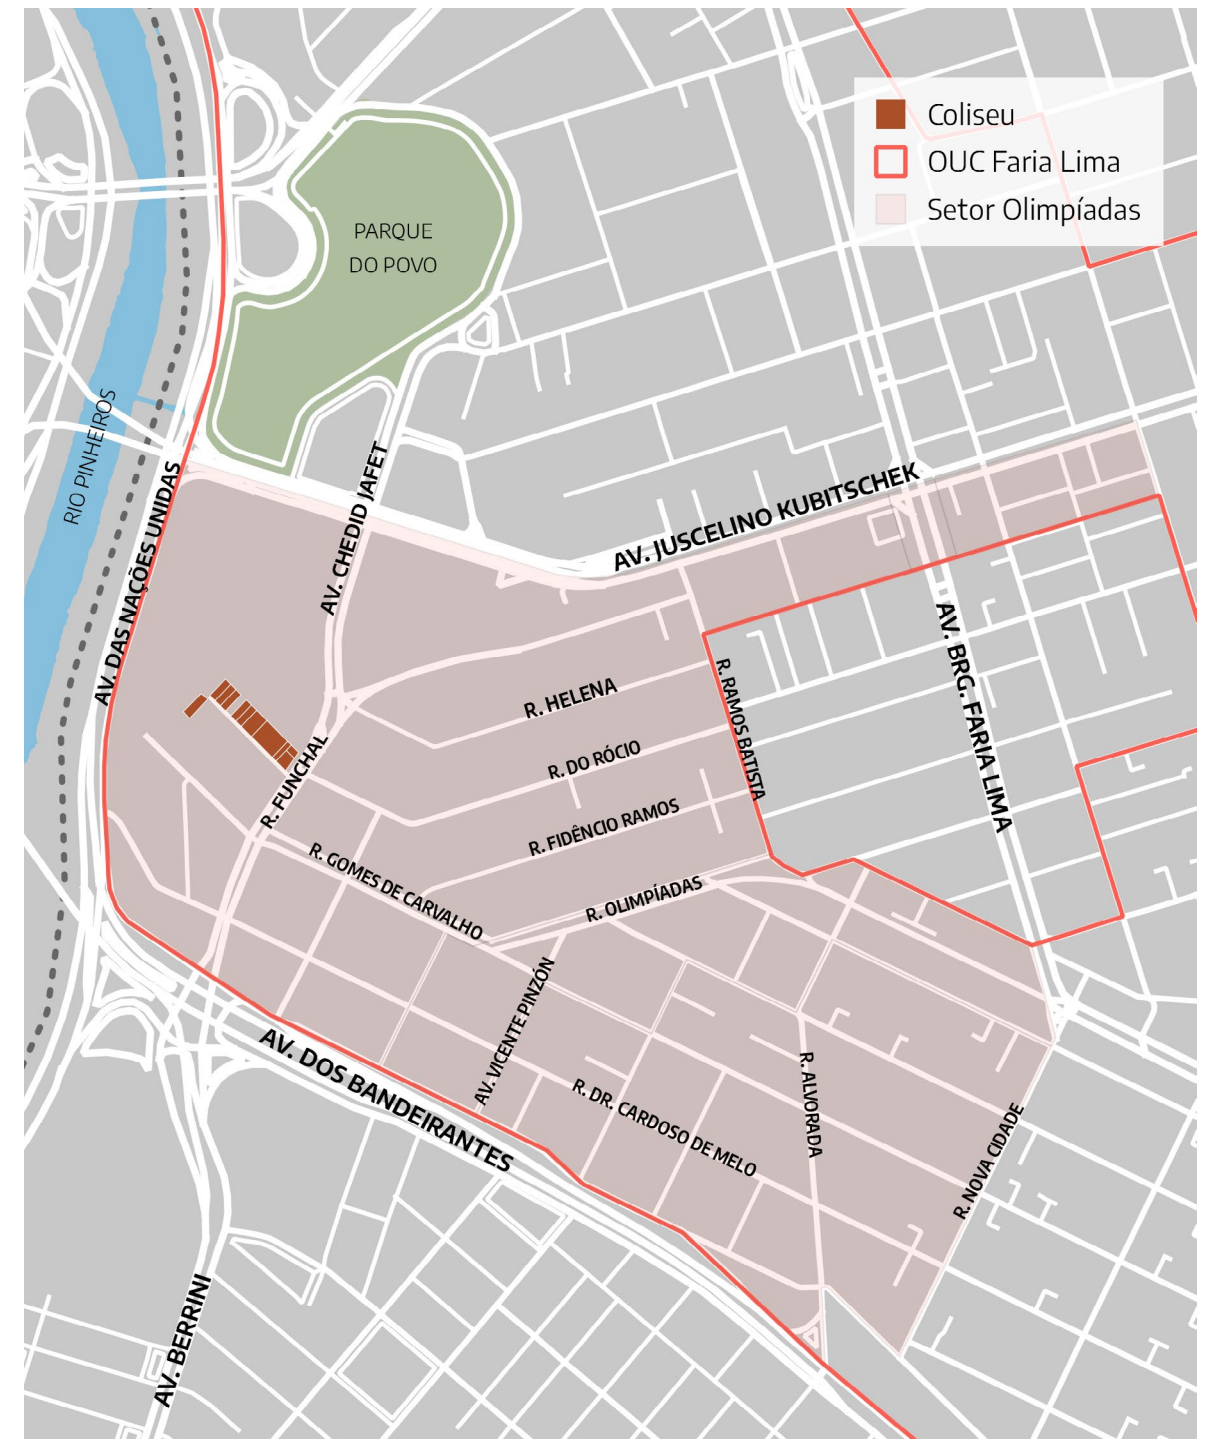 Coliseu
OUC Faria Lima
Setor Olimpíadas
PARQUE
DO POVO
RIO PINHEIROS
AV. DAS NAÇÕES UNIDAS
AV. CHEDID JAFET
AV. JUSCELINO KUBITSCHEK
AV. BRG. FARIA LIMA
R. HELENA
R. RAMOS BATISTA
R. DO RÓCIO
R. FUNCHAL
R. FIDÊNCIO RAMOS
R. GOMES DE CARVALHO
R. OLIMPÍADAS
AV. VICENTE PINZÓN
AV. DOS BANDEIRANTES
R. DR. CARDOSO DE MELO
R. ALVORADA
R. NOVA CIDADE
AV. BERRINI